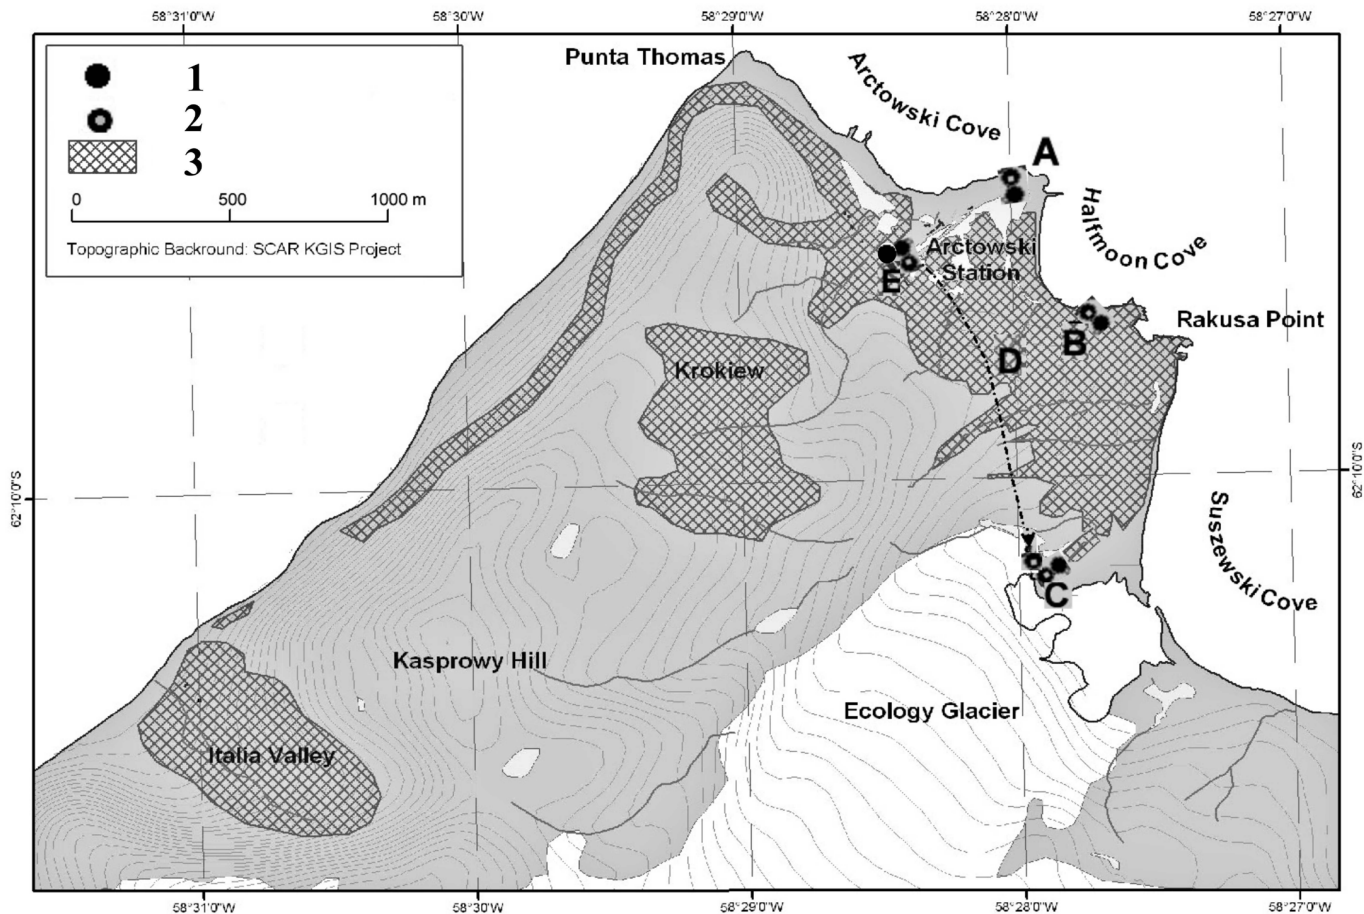 58°31'0"W 58°30'0"W 58°29'0"W 58°28'0"W 58°27'0"W
1
2
3
0 500 1000 m
Topographic Backround: SCAR KGIS Project
Punta Thomas
Arctowski Cove
A
Halfmoon Cove
Arctowski
Station
E
Rakusa Point
B
D
Krokiew
62°10'0"S
62°10'0"S
Suszewski Cove
C
Kasprowy Hill
Ecology Glacier
Italia Valley
58°31'0"W 58°30'0"W 58°29'0"W 58°28'0"W 58°27'0"W